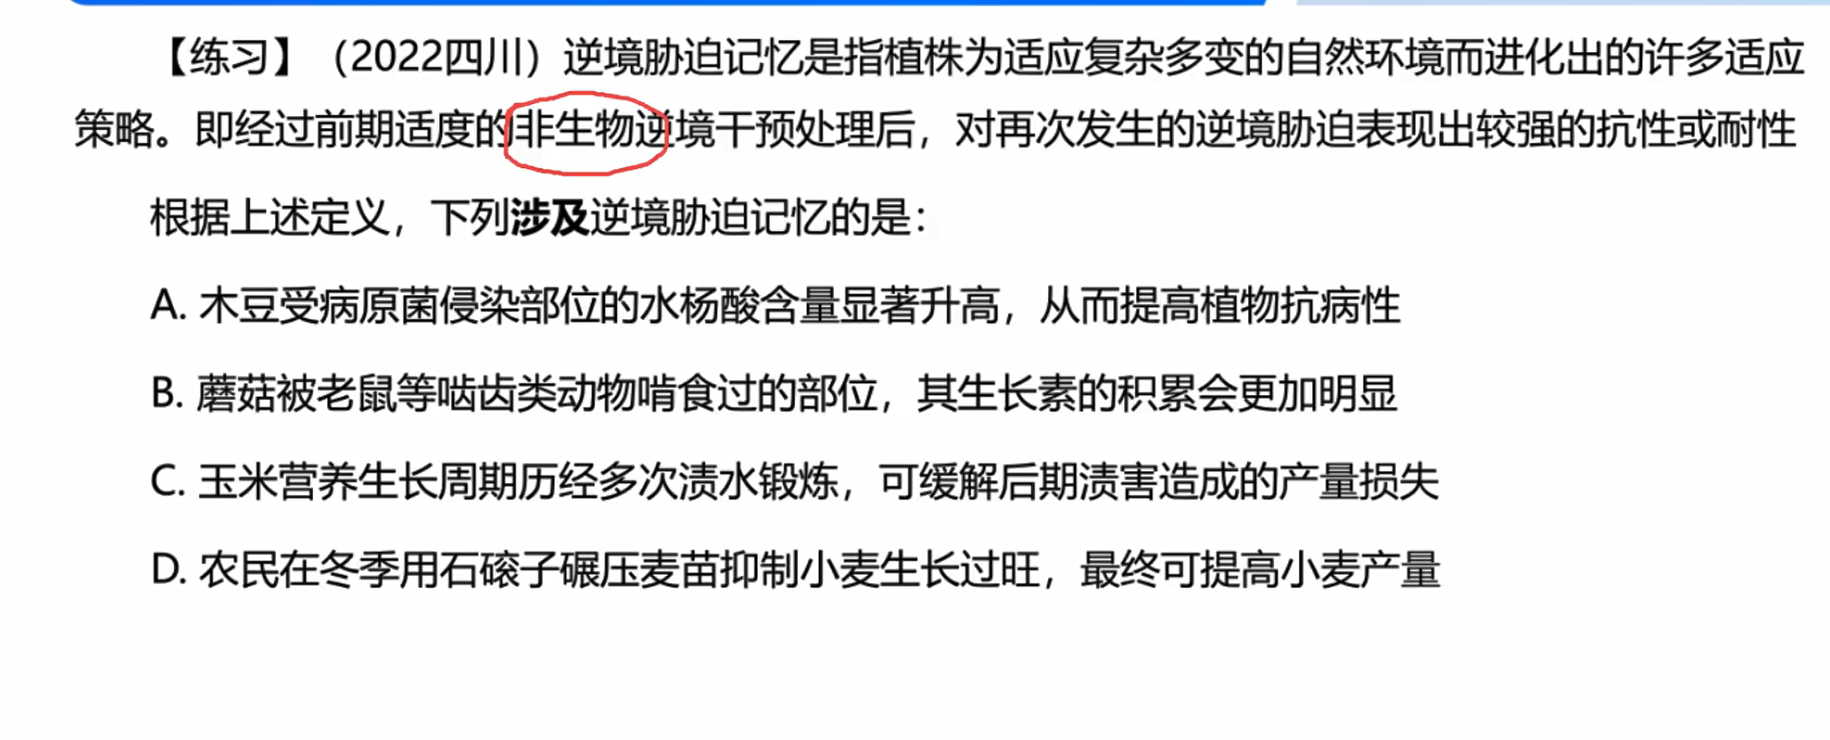 【练习】（2022四川）逆境胁迫记忆是指植株为适应复杂多变的自然环境而进化出的许多适应
策略。即经过前期适度的非生物逆境干预处理后，对再次发生的逆境胁迫表现出较强的抗性或耐性
根据上述定义，下列涉及逆境胁迫记忆的是：
A. 木豆受病原菌侵染部位的水杨酸含量显著升高，从而提高植物抗病性
B. 蘑菇被老鼠等啮齿类动物啃食过的部位，其生长素的积累会更加明显
C. 玉米营养生长周期历经多次渍水锻炼，可缓解后期渍害造成的产量损失
D. 农民在冬季用石磙子碾压麦苗抑制小麦生长过旺，最终可提高小麦产量